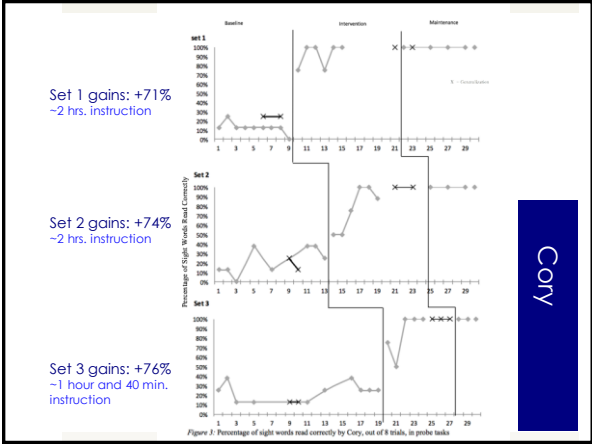 Baseline Intervention Maintenance
set 1
100%
90%
80%
70%
60%
50%
40%
30%
20%
10%
0%
1 3 5 7 9 11 13 15 17 19 21 23 25 27 29
Set 1 gains: +71%
~2 hrs. instruction
Set 2
100%
90%
80%
70%
60%
50%
40%
30%
20%
10%
0%
1 3 5 7 9 11 13 15 17 19 21 23 25 27 29
Set 2 gains: +74%
~2 hrs. instruction
Percentage of Sight Words Read Correctly
Cory
Set 3
100%
90%
80%
70%
60%
50%
40%
30%
20%
10%
0%
1 3 5 7 9 11 13 15 17 19 21 23 25 27 29
Set 3 gains: +76%
~1 hour and 40 min.
instruction
Figure 3: Percentage of sight words read correctly by Cory, out of 8 trials, in probe tasks